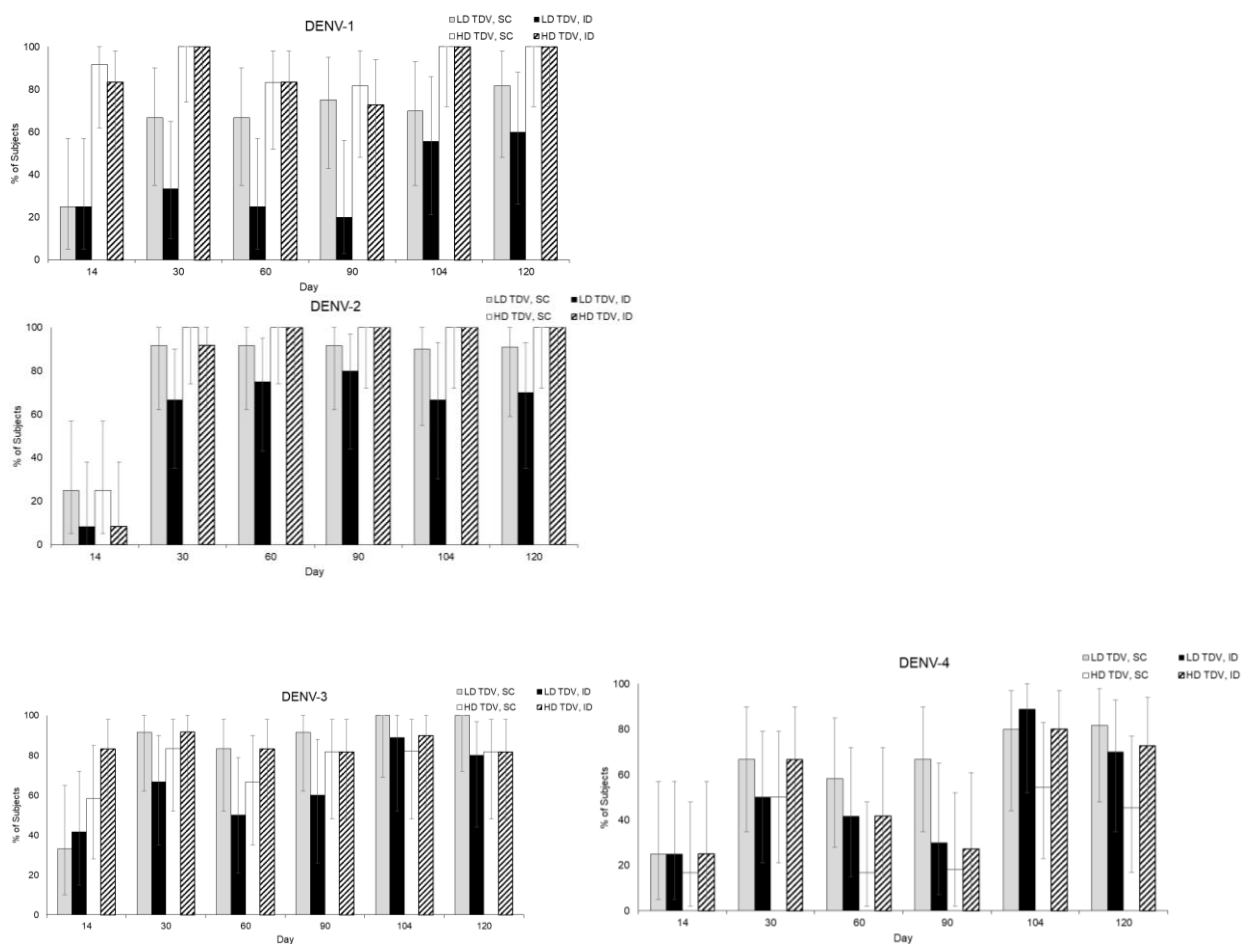 DENV-1
LD TDV, SC LD TDV, ID
HD TDV, SC HD TDV, ID
100
80
60
40
20
0
% of Subjects
14 30 60 90 104 120
Day
DENV-2
LD TDV, SC LD TDV, ID
HD TDV, SC HD TDV, ID
100
80
60
40
20
0
% of Subjects
14 30 60 90 104 120
Day
DENV-3
LD TDV, SC LD TDV, ID
HD TDV, SC HD TDV, ID
100
80
60
40
20
0
% of Subjects
14 30 60 90 104 120
Day
DENV-4
LD TDV, SC LD TDV, ID
HD TDV, SC HD TDV, ID
100
80
60
40
20
0
% of Subjects
14 30 60 90 104 120
Day